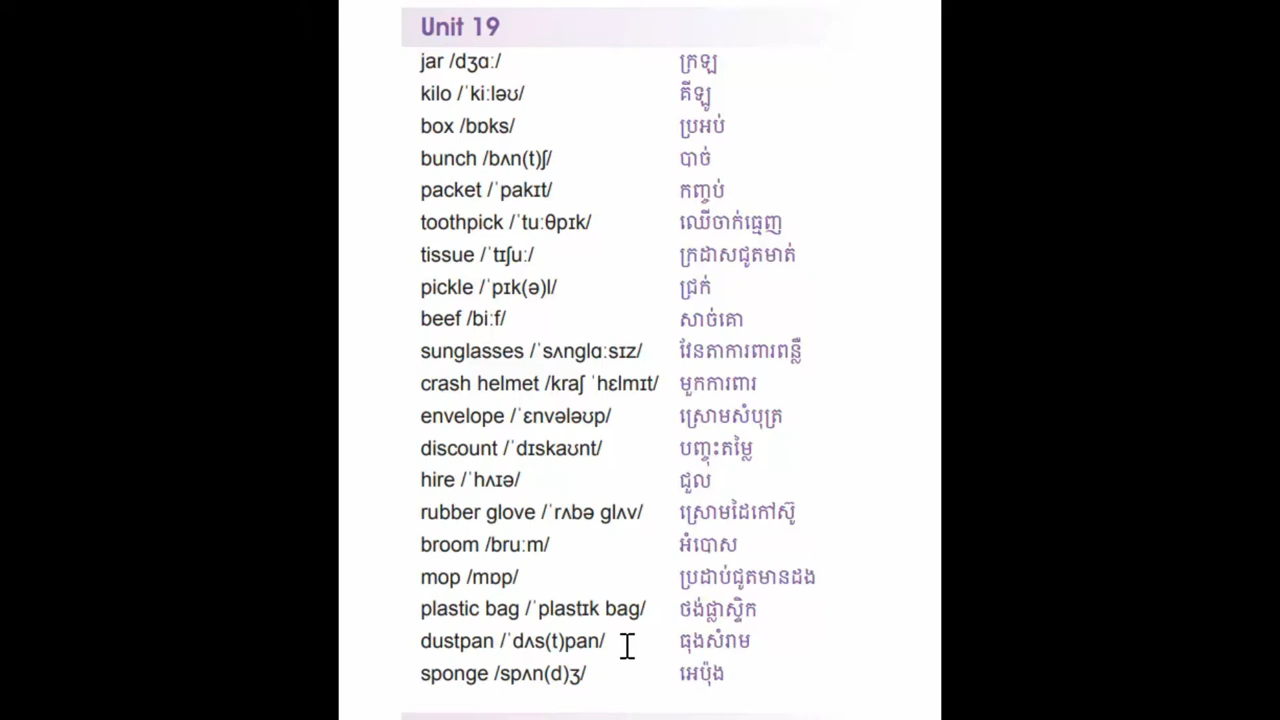 Unit 19
jar /dʒɑː/ ក្រឡ
kilo /ˈkiːləʊ/ គីឡូ
box /bɒks/ ប្រអប់
bunch /bʌn(t)ʃ/ បាច់
packet /ˈpakɪt/ កញ្ចប់
toothpick /ˈtuːθpɪk/ ឈើចាក់ធ្មេញ
tissue /ˈtɪʃuː/ ក្រដាសជូតមាត់
pickle /ˈpɪk(ə)l/ ជ្រក់
beef /biːf/ សាច់គោ
sunglasses /ˈsʌnglɑːsɪz/ វែនតាការពារពន្លឺ
crash helmet /kraʃ ˈhɛlmɪt/ មួកការពារ
envelope /ˈɛnvələʊp/ ស្រោមសំបុត្រ
discount /ˈdɪskaʊnt/ បញ្ចុះតម្លៃ
hire /ˈhʌɪə/ ជួល
rubber glove /ˈrʌbə glʌv/ ស្រោមដៃកៅស៊ូ
broom /bruːm/ អំបោស
mop /mɒp/ ប្រដាប់ជូតមានដង
plastic bag /ˈplastɪk bag/ ថង់ផ្លាស្ទិក
dustpan /ˈdʌs(t)pan/ ធុងសំរាម
sponge /spʌn(d)ʒ/ អេប៉ុង